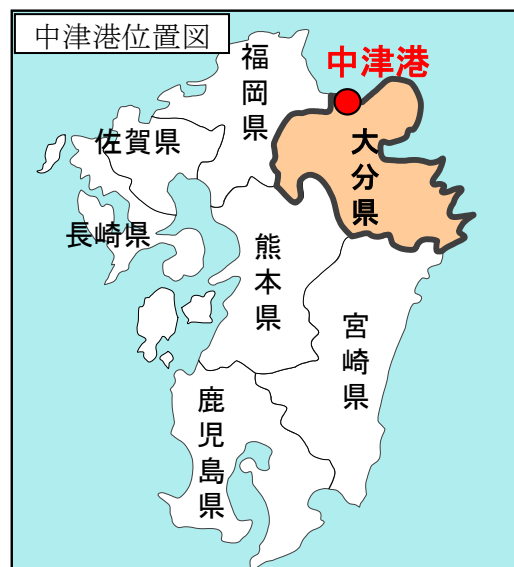 中津港位置図
中津港
福岡県
佐賀県
大分県
長崎県
熊本県
宮崎県
鹿児島県